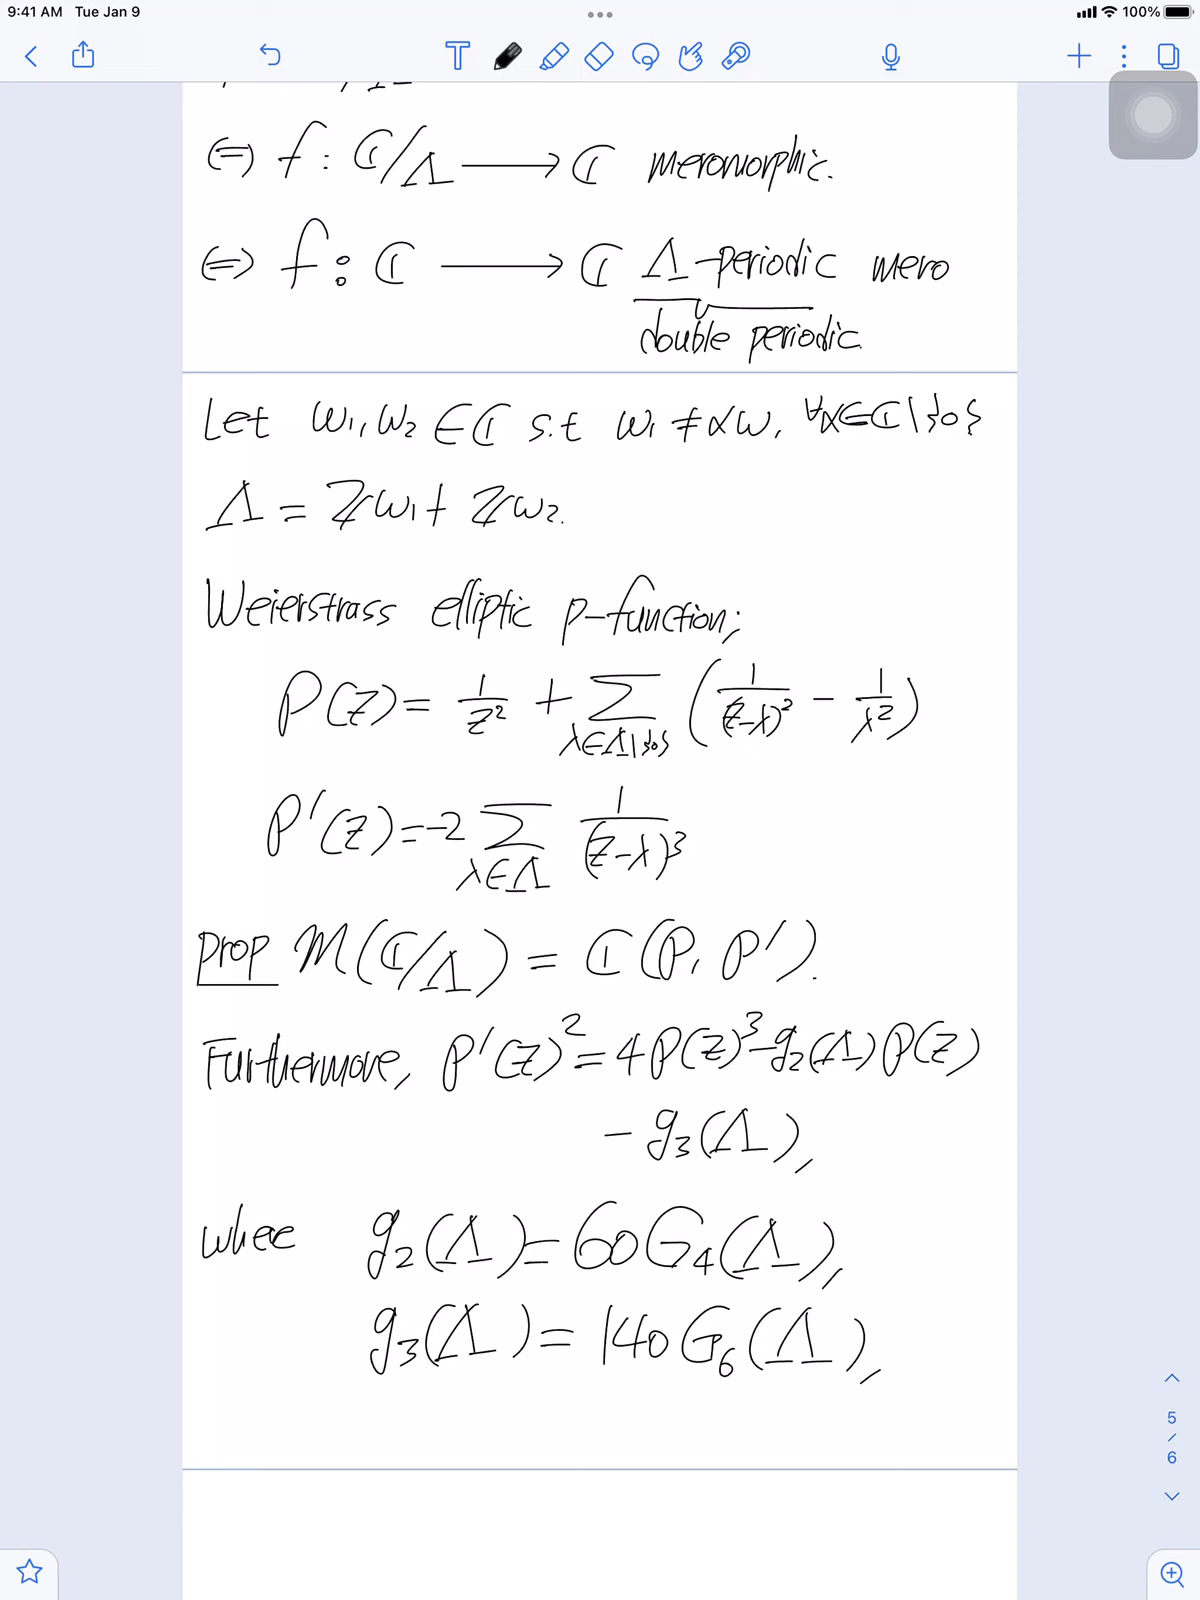 9:41 AM Tue Jan 9
100%
⇔ f : ℂ/Λ ⟶ ℂ meromorphic.
⇔ f : ℂ ⟶ ℂ Λ-periodic mero
double periodic.
Let ω₁, ω₂ ∈ ℂ s.t ω₁ ≠ αω, ∀α∈ℂ\{0}
Λ = ℤω₁ + ℤω₂.
Weierstrass elliptic p-function;
℘(z) = 1/z² + Σ_{λ∈Λ\{0}} (1/(z-λ)² - 1/λ²)
℘'(z) = -2 Σ_{λ∈Λ} 1/(z-λ)³
Prop M(ℂ/Λ) = ℂ(℘, ℘').
Furthermore, ℘'(z)² = 4℘(z)³ - g₂(Λ)℘(z)
- g₃(Λ),
whee g₂(Λ) = 60G₄(Λ),
g₃(Λ) = 140G₆(Λ),
5
/
6